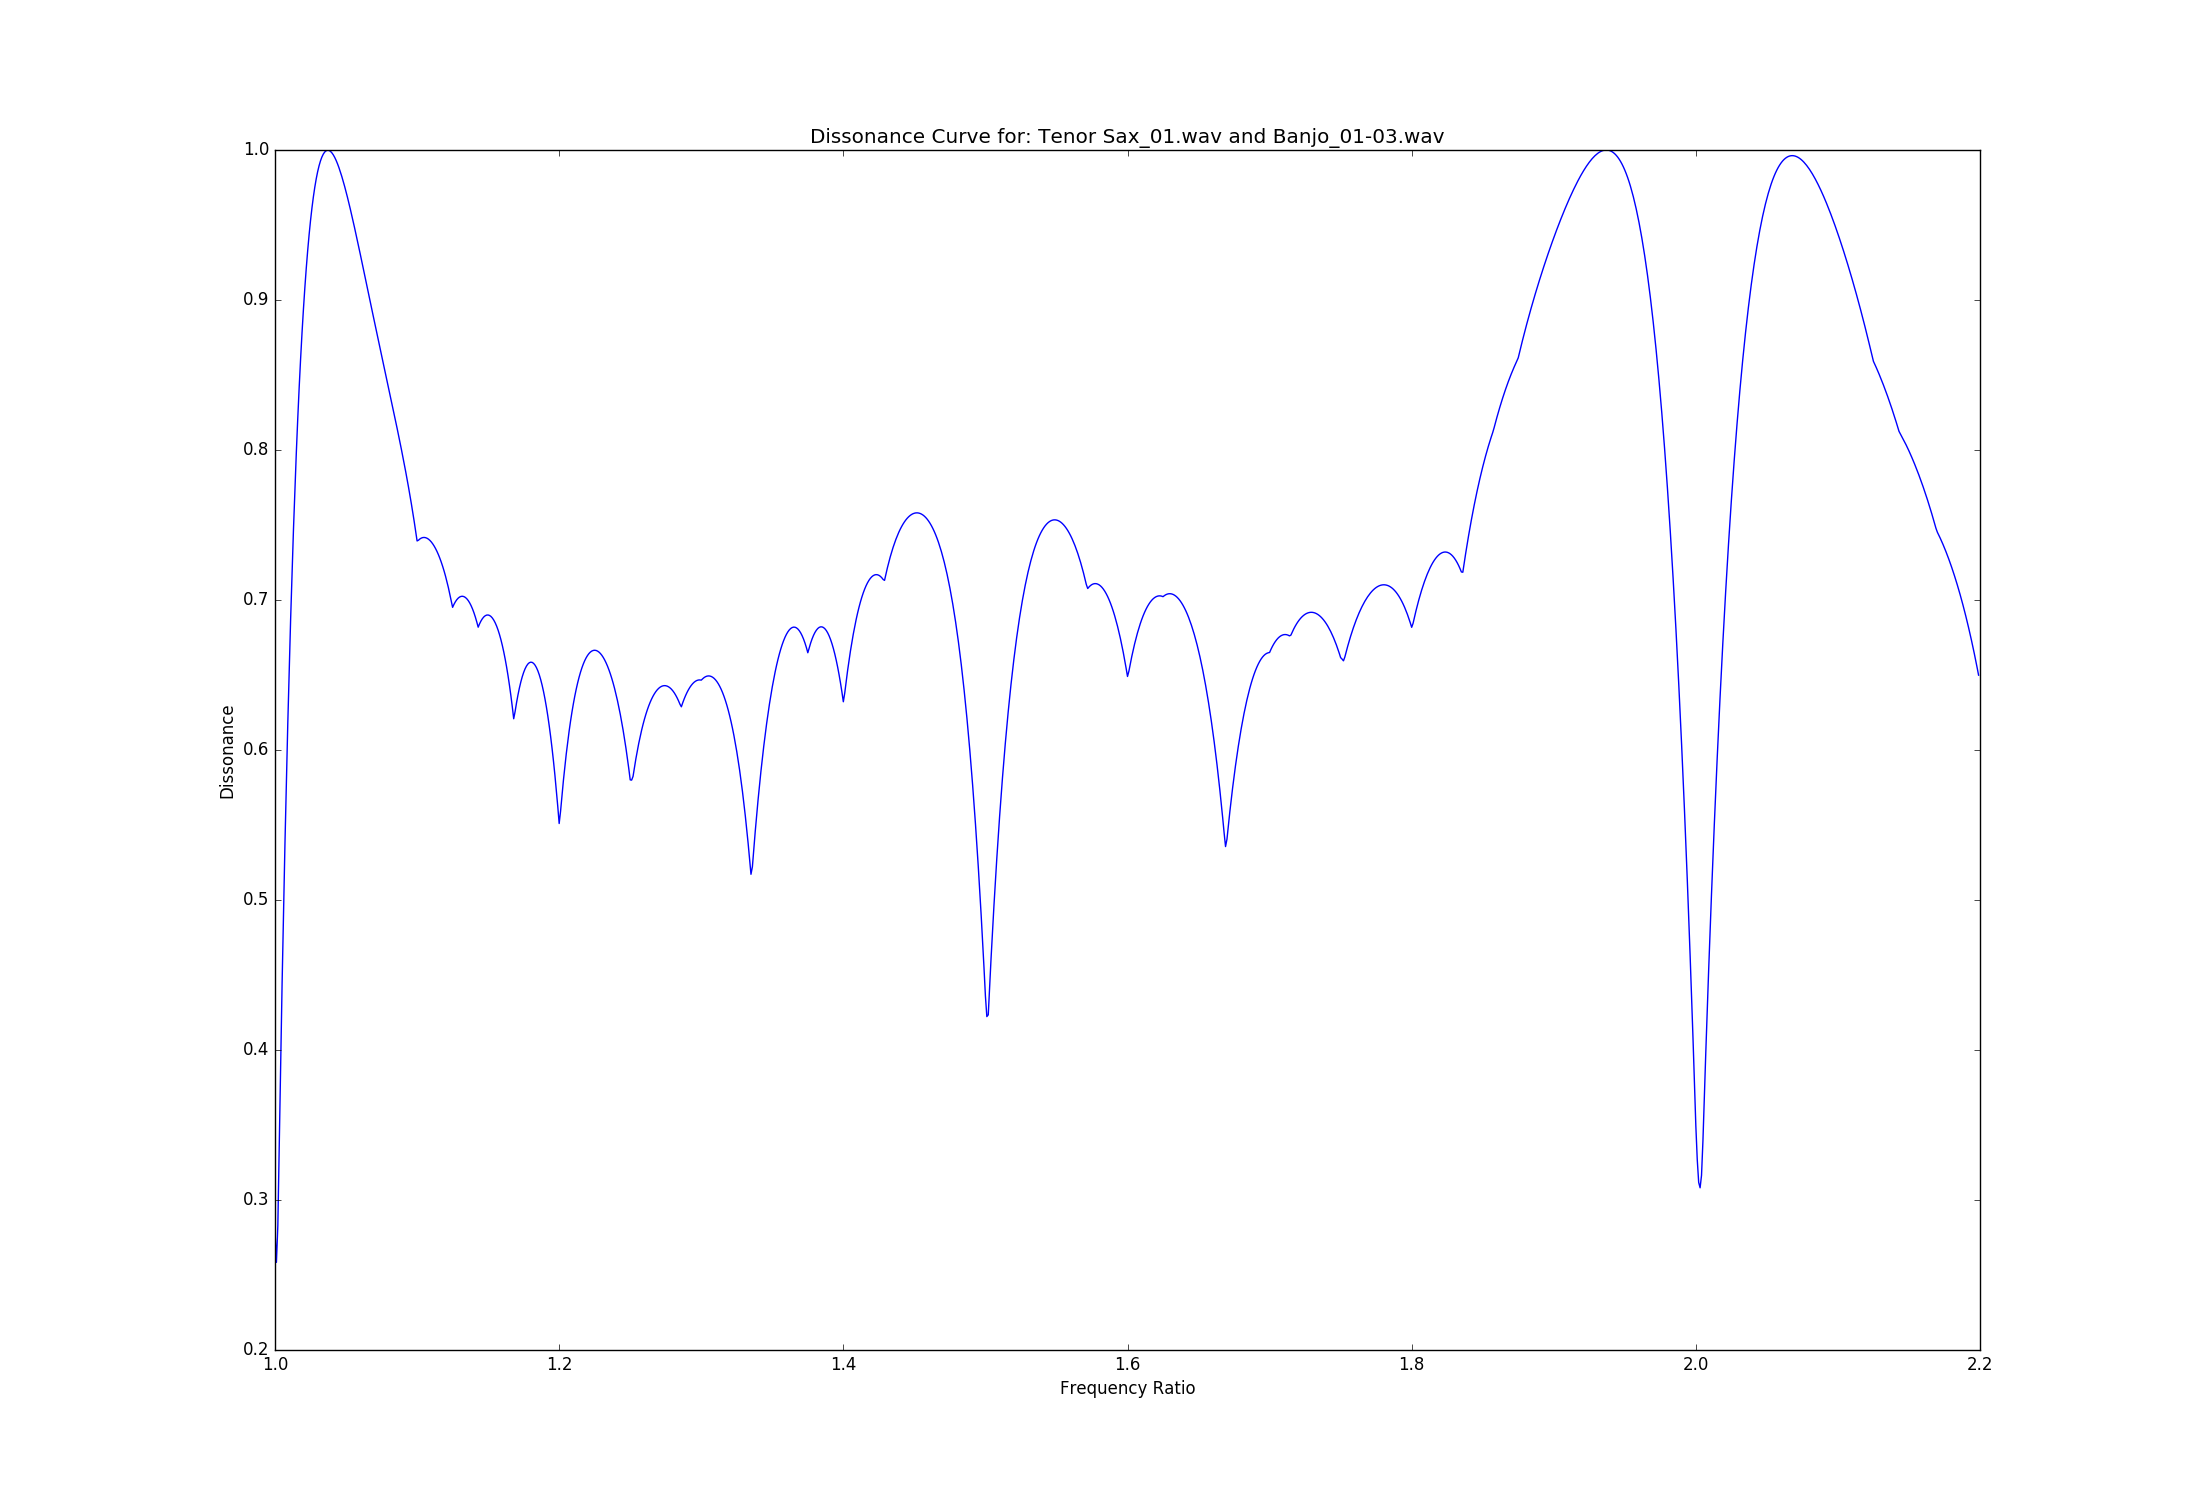 Dissonance Curve for: Tenor Sax_01.wav and Banjo_01-03.wav
1.0
0.9
0.8
0.7
0.6
0.5
0.4
0.3
0.2
Dissonance
1.0 1.2 1.4 1.6 1.8 2.0 2.2
Frequency Ratio